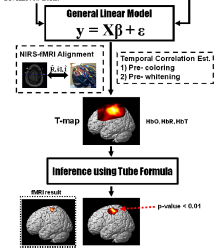 General Linear Model
y = Xβ + ε
NIRS-fMRI Alignment
Temporal Correlation Est.
1) Pre- coloring
2) Pre- whitening
T-map
HbO, HbR, HbT
Inference using Tube Formula
fMRI result
p-value < 0.01